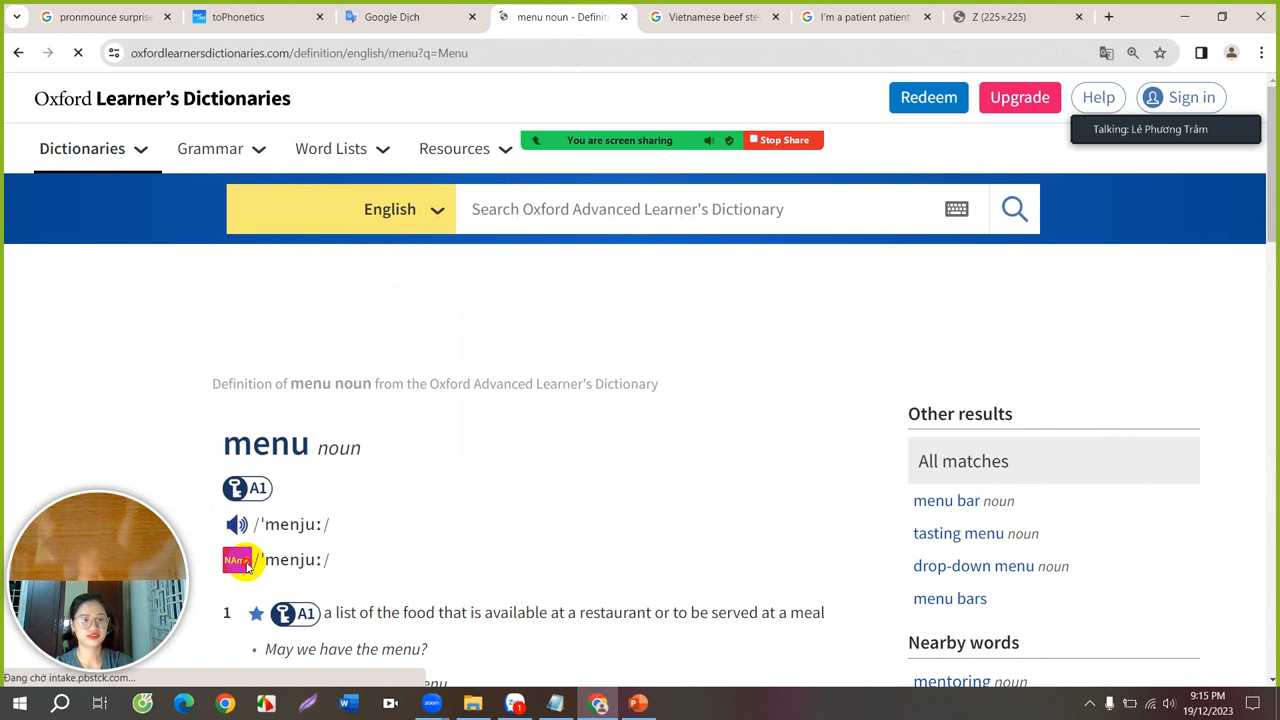 pronmounce surprise
toPhonetics
Google Dịch
menu noun - Definiti
Vietnamese beef ste
I'm a patient patient
Z (225×225)
oxfordlearnersdictionaries.com/definition/english/menu?q=Menu
Oxford Learner's Dictionaries
Redeem
Upgrade
Help
Sign in
Talking: Lê Phương Trâm
Dictionaries
Grammar
Word Lists
Resources
You are screen sharing
Stop Share
English
Search Oxford Advanced Learner's Dictionary
Definition of menu noun from the Oxford Advanced Learner's Dictionary
menu noun
A1
/ˈmenjuː/
/ˈmenjuː/
1 A1 a list of the food that is available at a restaurant or to be served at a meal
• May we have the menu?
Other results
All matches
menu bar noun
tasting menu noun
drop-down menu noun
menu bars
Nearby words
mentoring noun
Đang chờ intake.pbstck.com...
9:15 PM
19/12/2023